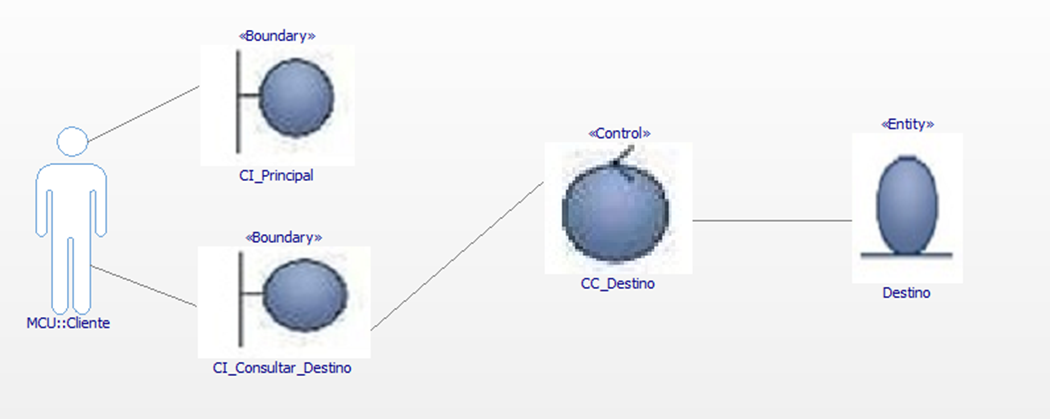 «Boundary»
CI_Principal
«Boundary»
CI_Consultar_Destino
MCU::Cliente
«Control»
CC_Destino
«Entity»
Destino